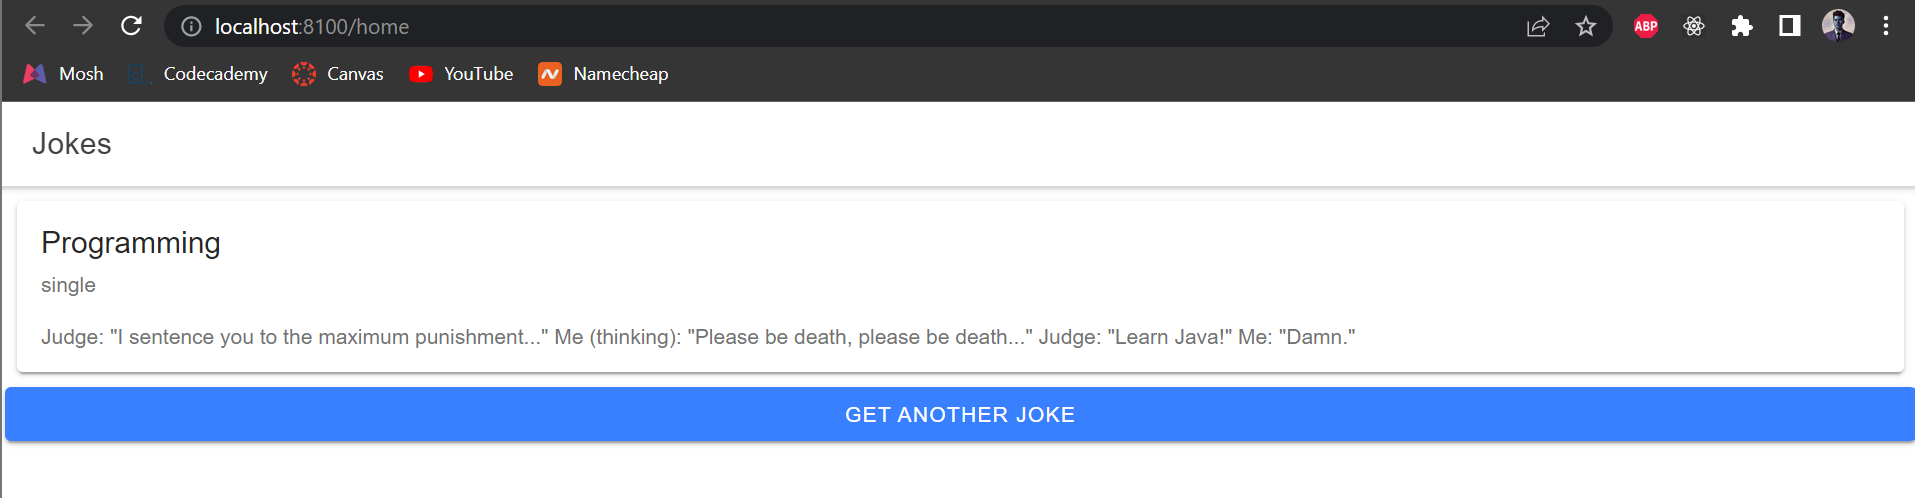 localhost:8100/home
ABP
Mosh Codecademy Canvas YouTube Namecheap
Jokes
Programming
single
Judge: "I sentence you to the maximum punishment..." Me (thinking): "Please be death, please be death..." Judge: "Learn Java!" Me: "Damn."
GET ANOTHER JOKE